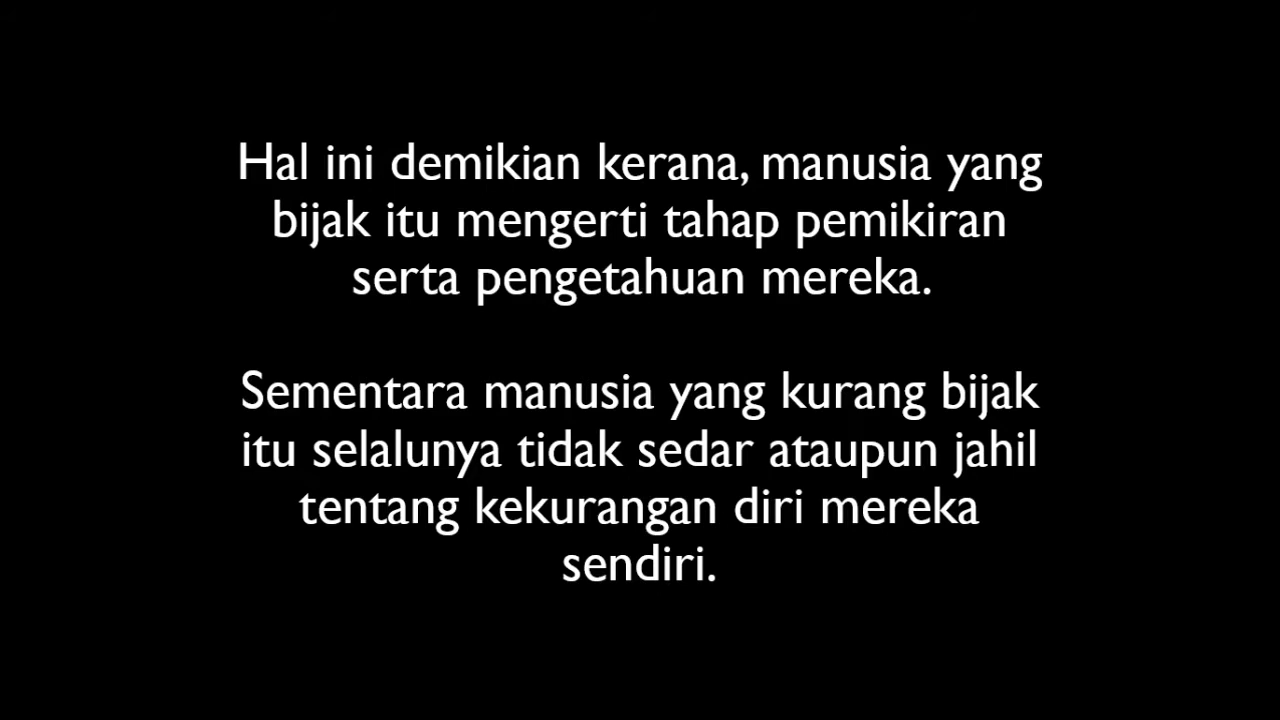 Hal ini demikian kerana, manusia yang
bijak itu mengerti tahap pemikiran
serta pengetahuan mereka.
Sementara manusia yang kurang bijak
itu selalunya tidak sedar ataupun jahil
tentang kekurangan diri mereka
sendiri.